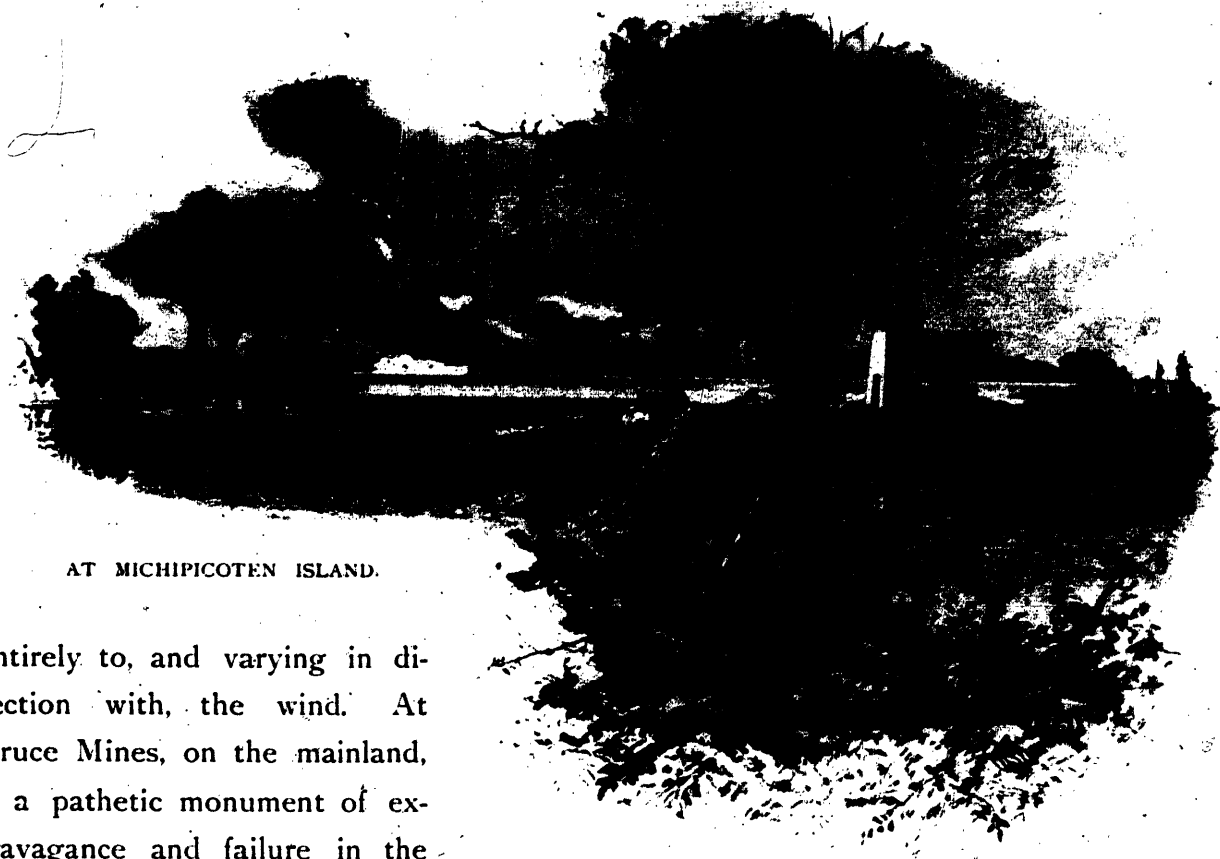 AT MICHIPICOTEN ISLAND.
ntirely to, and varying in di-
ection with, the wind. At
ruce Mines, on the mainland,
a pathetic monument of ex-
avagance and failure in the